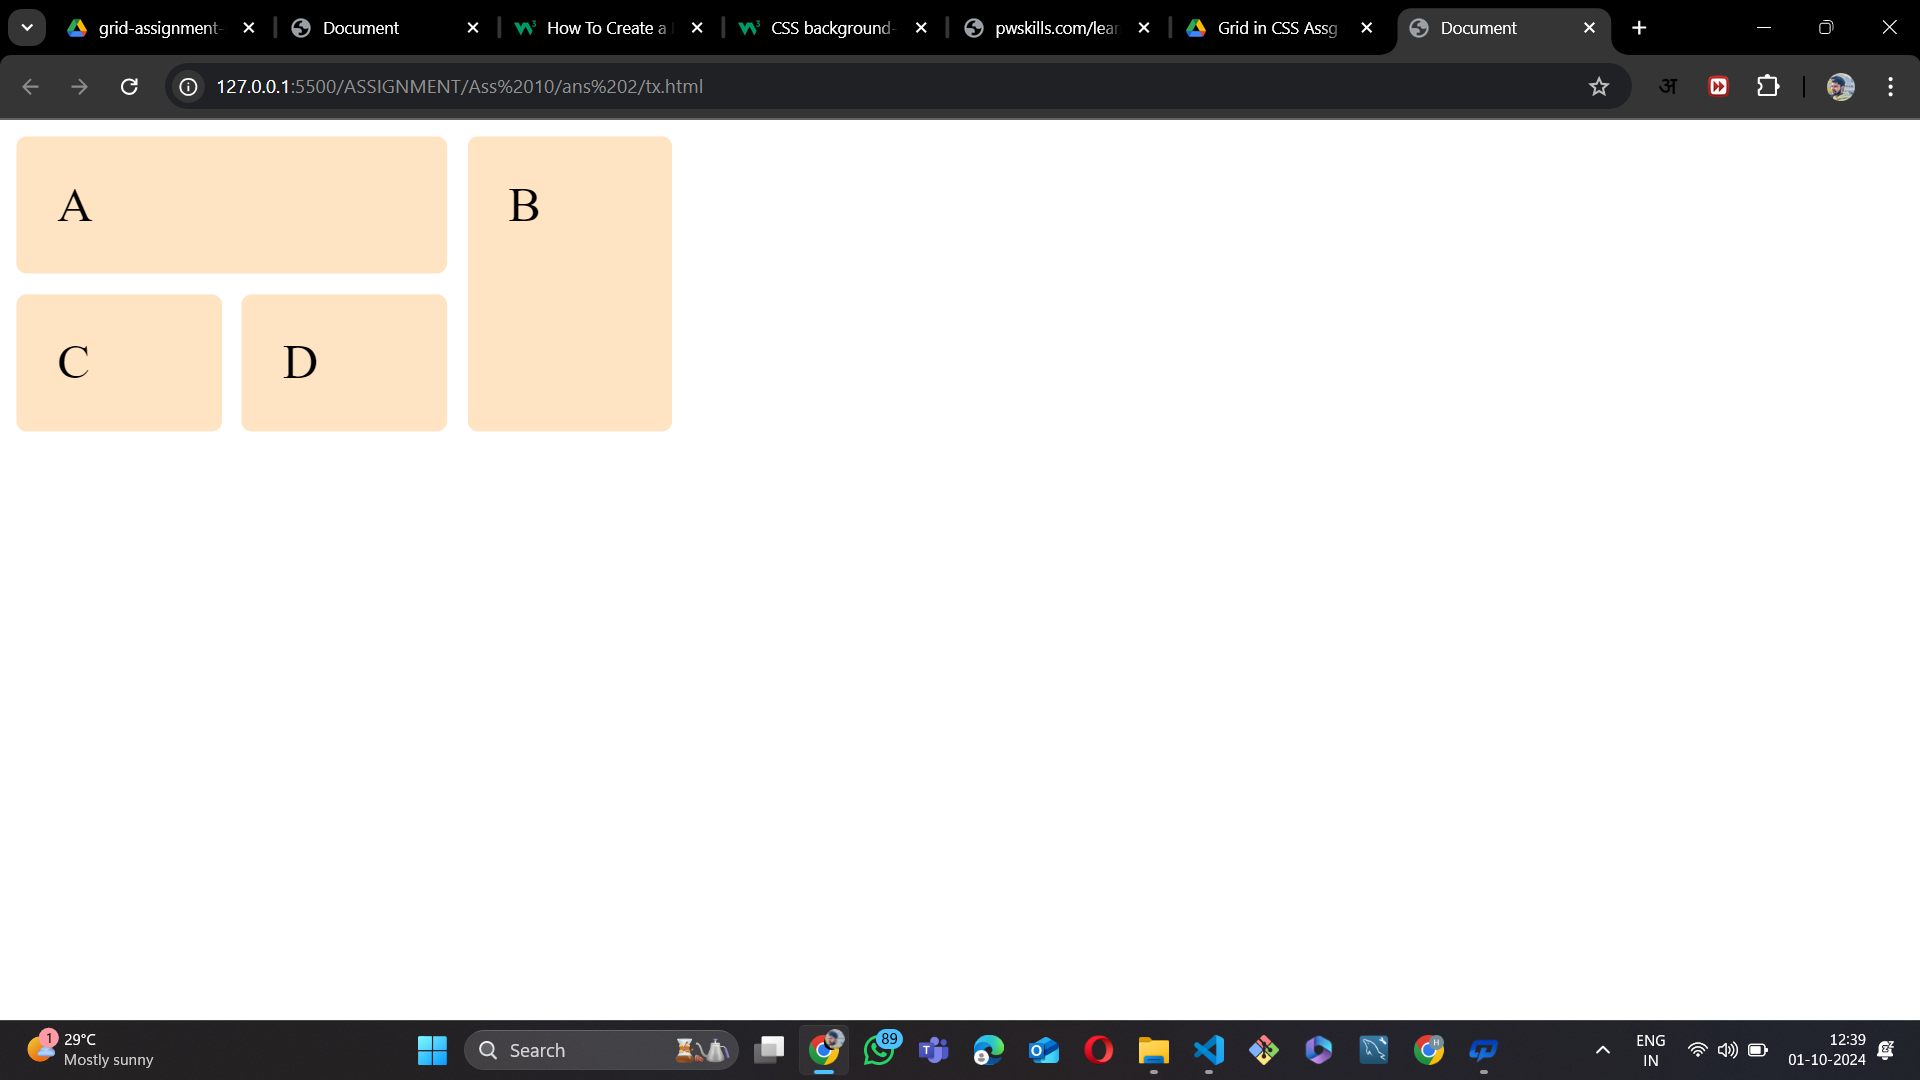 grid-assignment-
Document
How To Create a
CSS background-
pwskills.com/lear
Grid in CSS Assg
Document
127.0.0.1:5500/ASSIGNMENT/Ass%2010/ans%202/tx.html
अ
A
B
C
D
1
29°C
Mostly sunny
Search
89
ENG
IN
12:39
01-10-2024